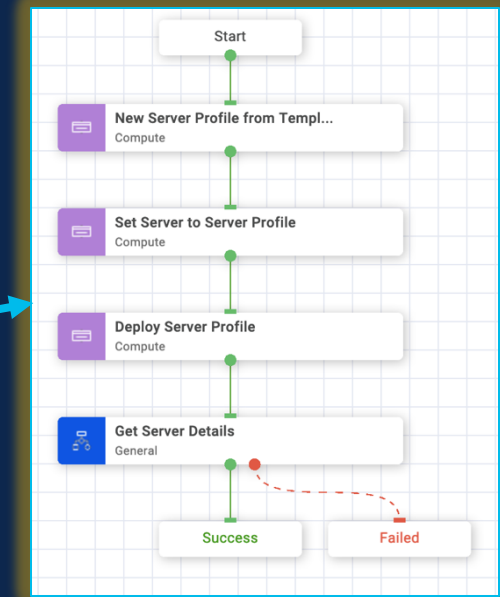 Start
New Server Profile from Templ...
Compute
Set Server to Server Profile
Compute
Deploy Server Profile
Compute
Get Server Details
General
Success
Failed